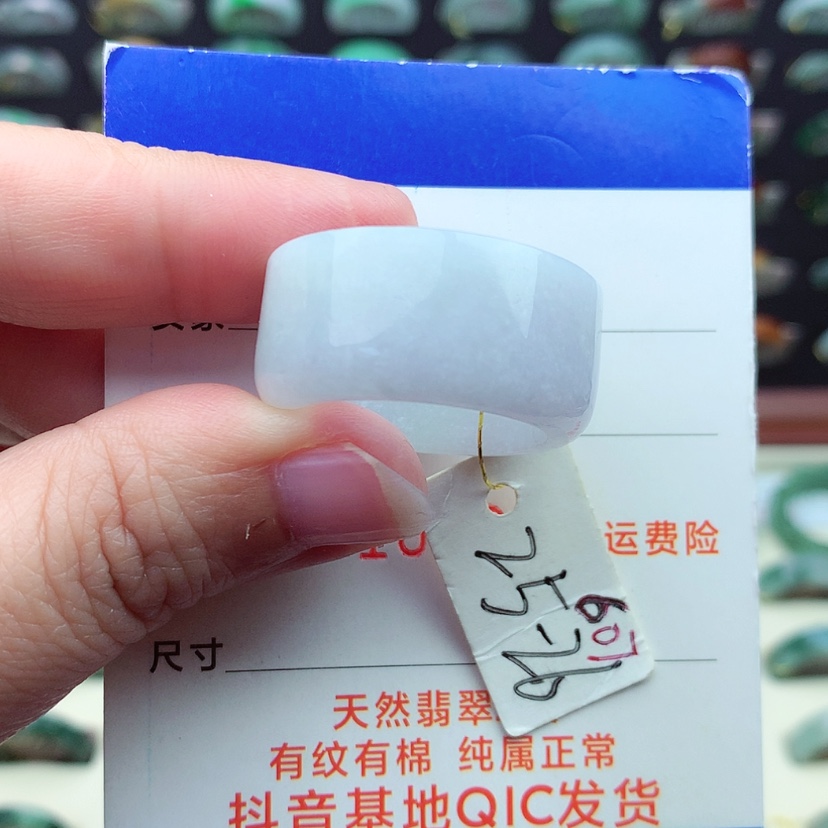 运费险
25-26
607
尺寸
天然翡翠
有纹有棉 纯属正常
抖音基地QIC发货